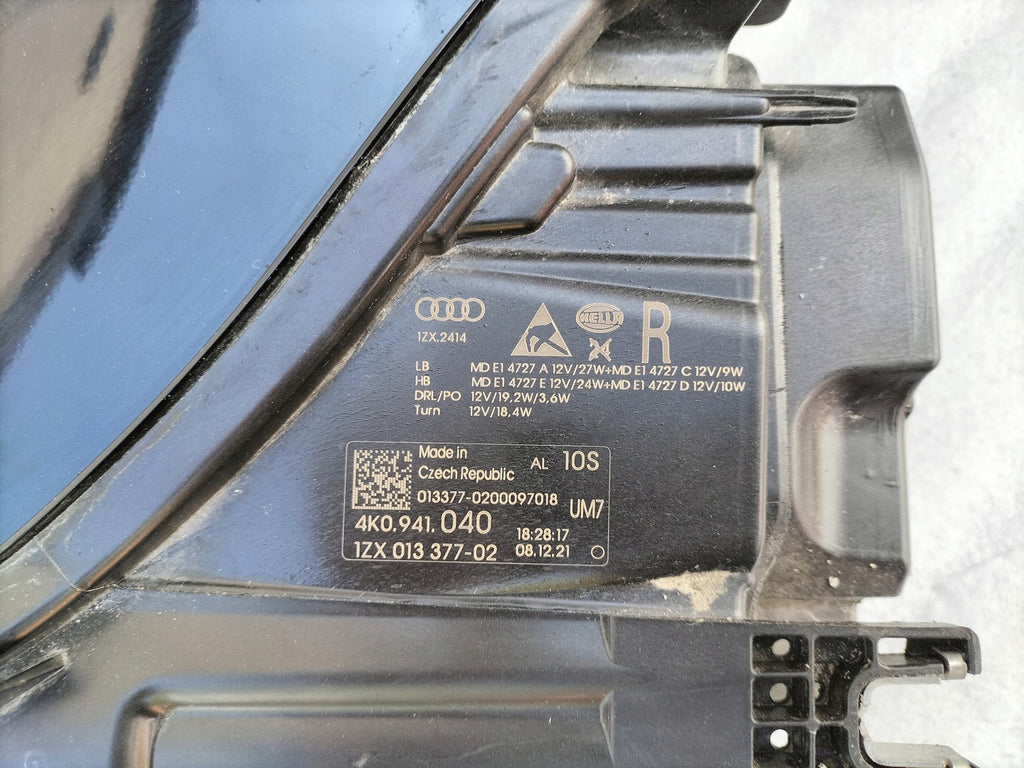 1ZX.2414
HELLA
R
LB MD E1 4727 A 12V/27W+MD E1 4727 C 12V/9W
HB MD E1 4727 E 12V/24W+MD E1 4727 D 12V/10W
DRL/PO 12V/19,2W/3,6W
Turn 12V/18,4W
Made in
Czech Republic
AL 10S
013377-0200097018
UM7
4K0.941.040
18:28:17
1ZX 013 377-02
08.12.21